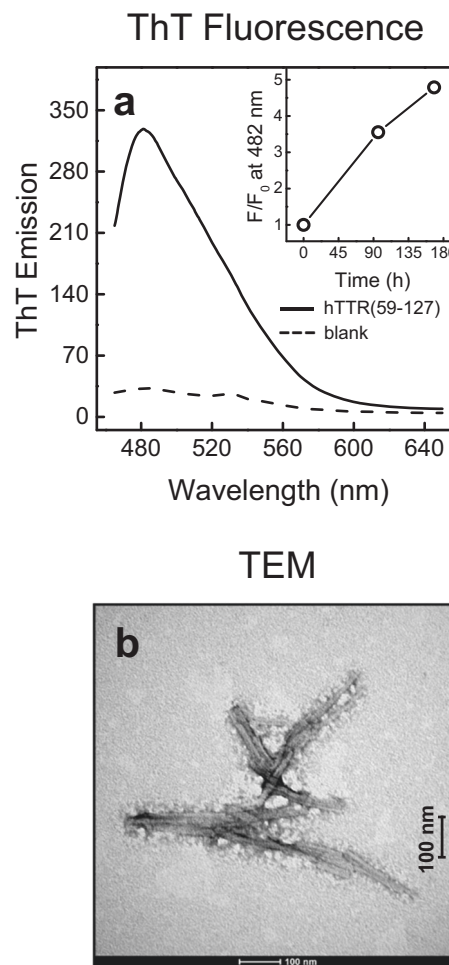 ThT Fluorescence
a
350
280
210
140
70
0
ThT Emission
480 520 560 600 640
Wavelength (nm)
5
4
3
2
1
F/F0 at 482 nm
0 45 90 135 180
Time (h)
hTTR(59-127)
blank
TEM
b
100 nm
100 nm